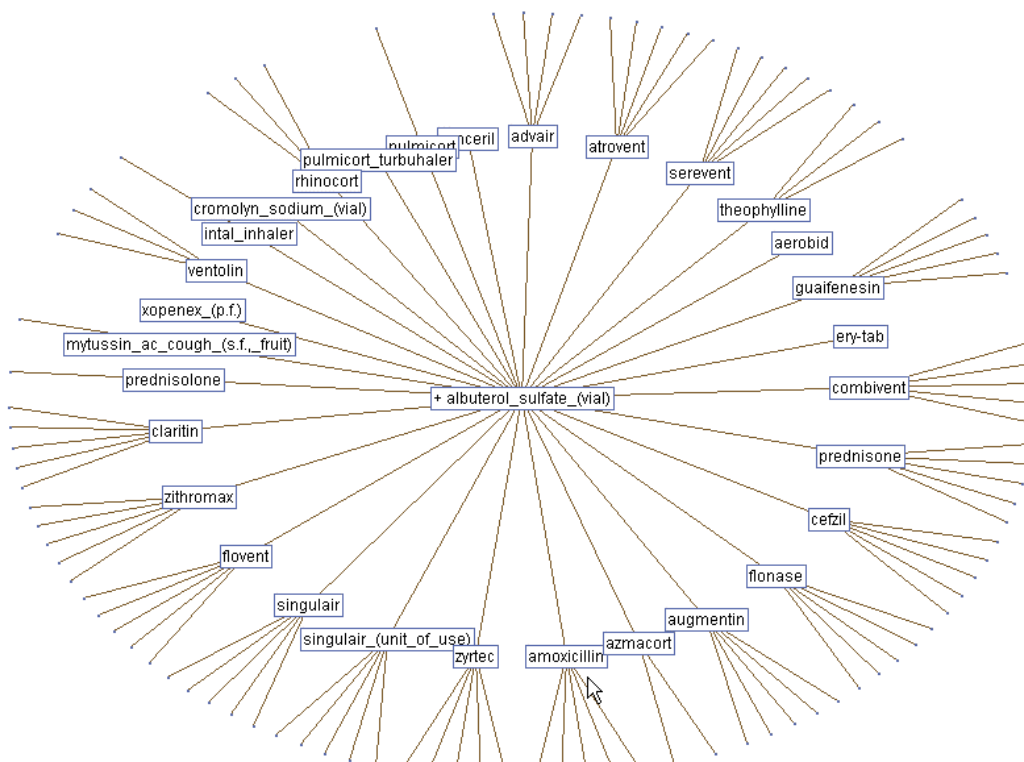 advair
nceril
pulmicort
atrovent
pulmicort_turbuhaler
serevent
rhinocort
cromolyn_sodium_(vial)
theophylline
intal_inhaler
aerobid
ventolin
guaifenesin
xopenex_(p.f.)
ery-tab
mytussin_ac_cough_(s.f.,_fruit)
prednisolone
combivent
+ albuterol_sulfate_(vial)
claritin
prednisone
zithromax
cefzil
flovent
flonase
singulair
augmentin
singulair_(unit_of_use)
azmacort
zyrtec
amoxicillin